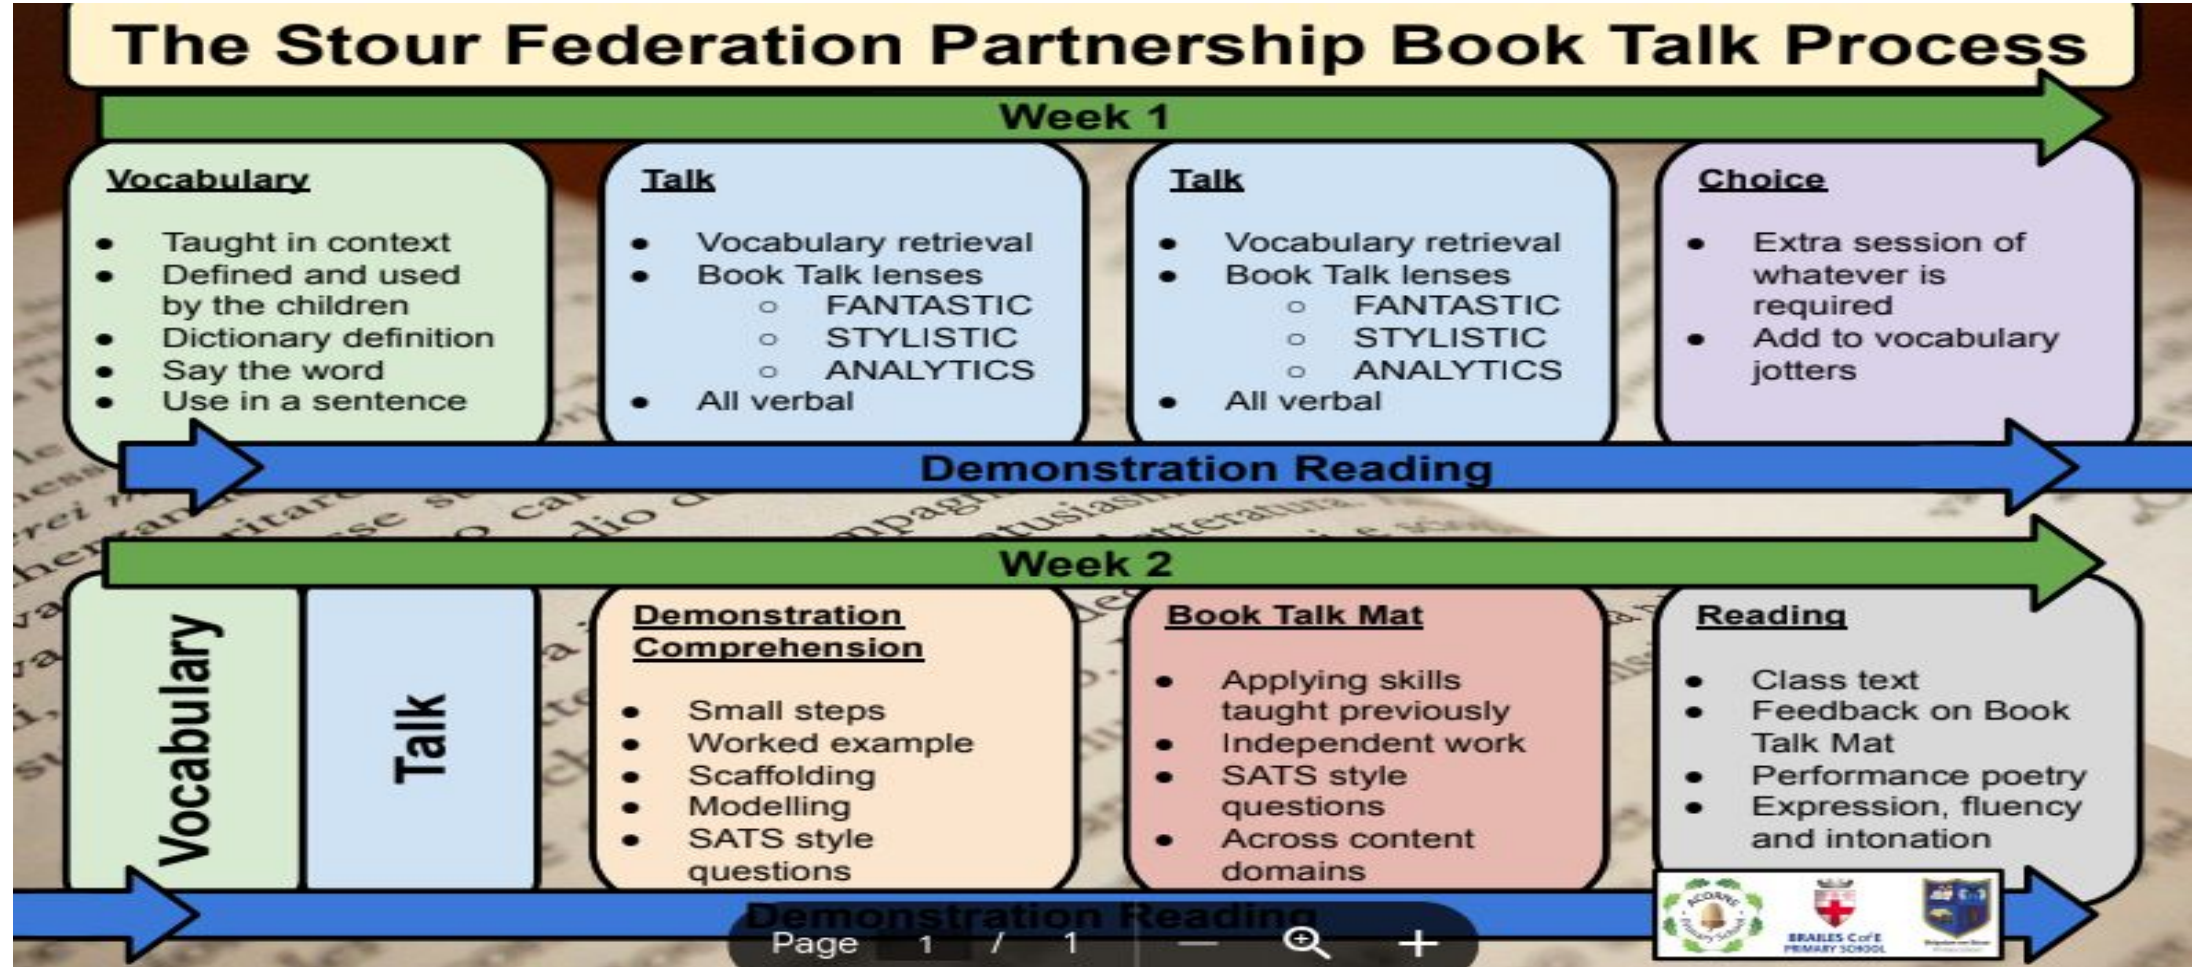 The Stour Federation Partnership Book Talk Process
Week 1
Vocabulary
● Taught in context
● Defined and used
by the children
● Dictionary definition
● Say the word
● Use in a sentence
Talk
● Vocabulary retrieval
● Book Talk lenses
○ FANTASTIC
○ STYLISTIC
○ ANALYTICS
● All verbal
Talk
● Vocabulary retrieval
● Book Talk lenses
○ FANTASTIC
○ STYLISTIC
○ ANALYTICS
● All verbal
Choice
● Extra session of
whatever is
required
● Add to vocabulary
jotters
Demonstration Reading
Week 2
Vocabulary
Talk
Demonstration
Comprehension
● Small steps
● Worked example
● Scaffolding
● Modelling
● SATS style
questions
Book Talk Mat
● Applying skills
taught previously
● Independent work
● SATS style
questions
● Across content
domains
Reading
● Class text
● Feedback on Book
Talk Mat
● Performance poetry
● Expression, fluency
and intonation
Demonstration Reading
ACORNS
Primary School
BRAILES C of E
PRIMARY SCHOOL
Page 1 / 1